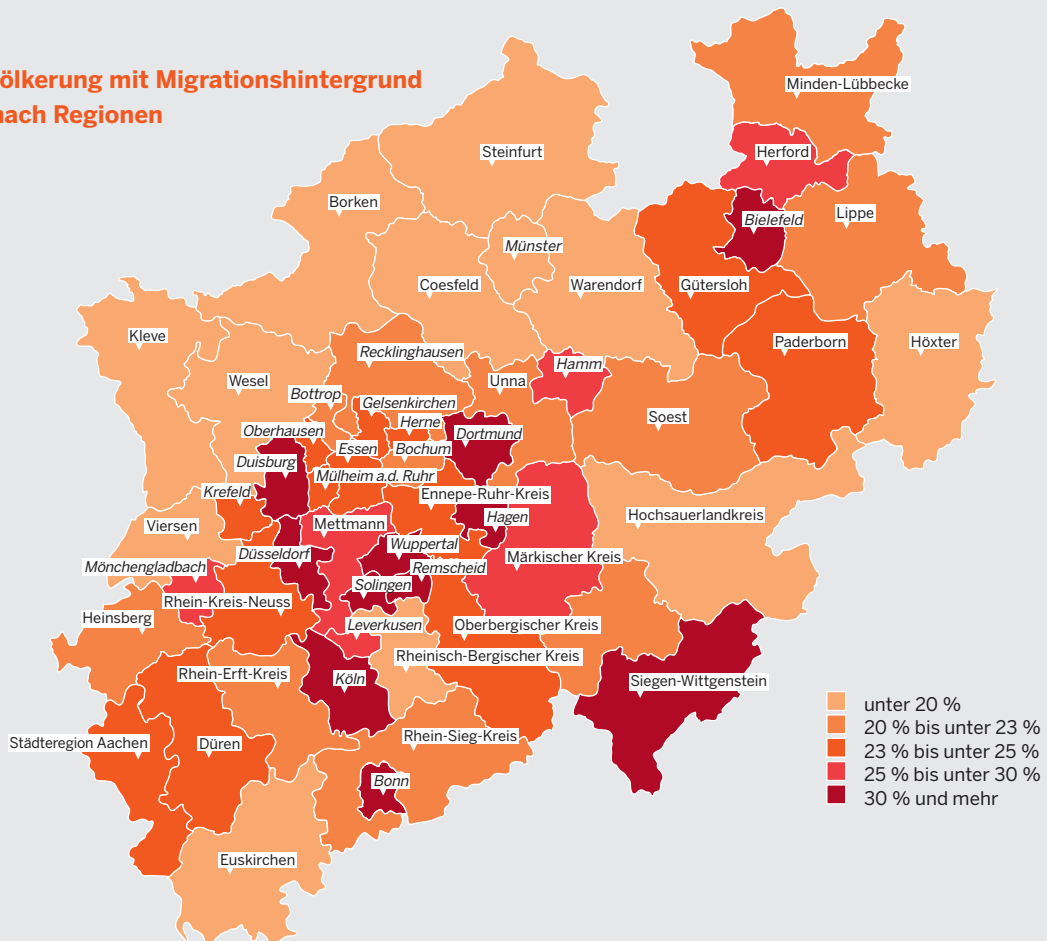 ölkerung mit Migrationshintergrund
nach Regionen
Minden-Lübbecke
Steinfurt
Herford
Borken
Bielefeld
Lippe
Münster
Coesfeld
Warendorf
Gütersloh
Kleve
Paderborn
Höxter
Recklinghausen
Hamm
Wesel
Unna
Bottrop
Gelsenkirchen
Soest
Herne
Oberhausen
Dortmund
Essen
Bochum
Duisburg
Mülheim a.d. Ruhr
Krefeld
Ennepe-Ruhr-Kreis
Hagen
Hochsauerlandkreis
Viersen
Mettmann
Wuppertal
Düsseldorf
Märkischer Kreis
Mönchengladbach
Remscheid
Solingen
Rhein-Kreis-Neuss
Heinsberg
Leverkusen
Oberbergischer Kreis
Rheinisch-Bergischer Kreis
Rhein-Erft-Kreis
Köln
Siegen-Wittgenstein
Städteregion Aachen
Düren
Rhein-Sieg-Kreis
Bonn
Euskirchen
unter 20 %
20 % bis unter 23 %
23 % bis unter 25 %
25 % bis unter 30 %
30 % und mehr